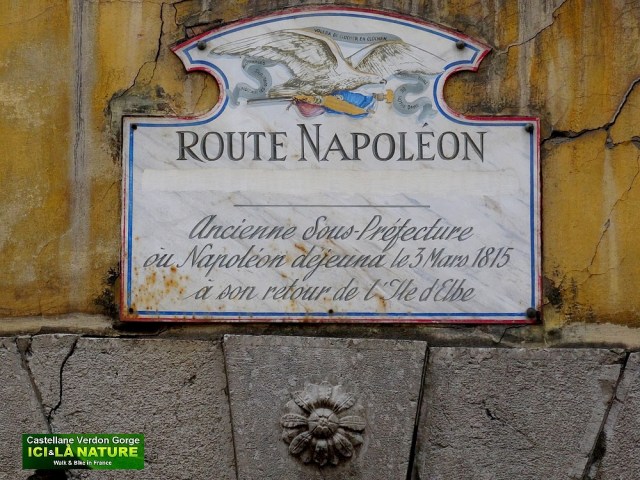 ROUTE NAPOLÉON
Ancienne Sous-Préfecture
où Napoléon déjeuna le 3 Mars 1815
à son retour de l'Ile d'Elbe
Castellane Verdon Gorge
ICI&LÀ NATURE
Walk & Bike in France